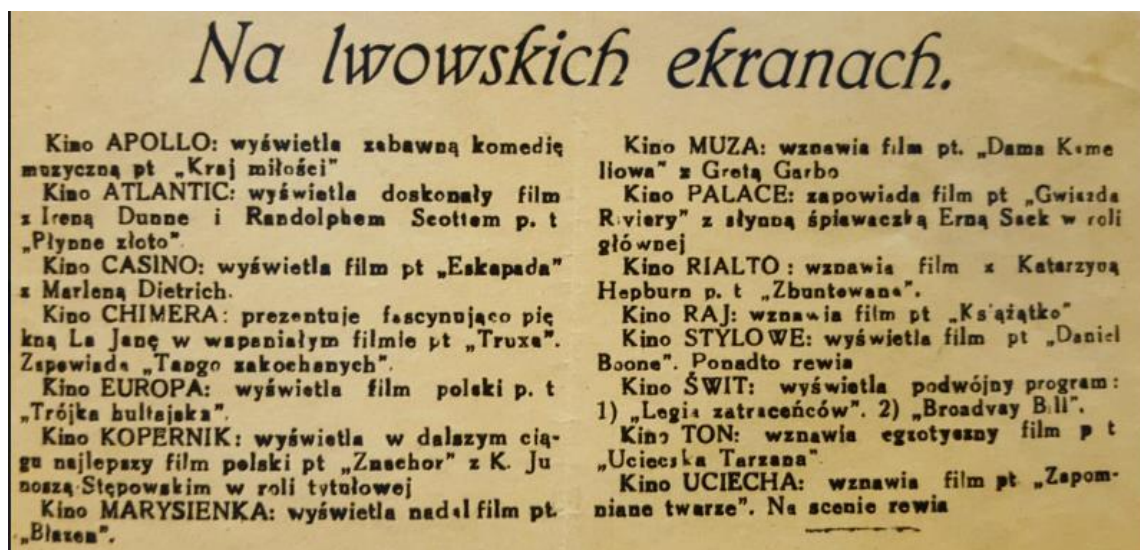 Na lwowskich ekranach.
Kino APOLLO: wyświetla zabawną komedię
muzyczną pt „Kraj miłości"
Kino ATLANTIC: wyświetla doskonały film
z Ireną Dunne i Randolphem Scottem p. t
„Płynne złoto".
Kino CASINO: wyświetla film pt „Eskapada"
z Marleną Dietrich.
Kino CHIMERA: prezentuje fascynująco pię
kną La Janę w wspaniałym filmie pt „Truxa".
Zapowiada „Tango zakochanych".
Kino EUROPA: wyświetla film polski p. t
„Trójka hultajska".
Kino KOPERNIK: wyświetla w dalszym cią-
gu najlepszy film polski pt „Znachor" z K. Ju
noszą-Stępowskim w roli tytułowej
Kino MARYSIENKA: wyświetla nadal film pt.
„Błazen".
Kino MUZA: wznawia film pt. „Dama Kame
liowa" z Gretą Garbo
Kino PALACE: zapowiada film pt „Gwiazda
Riviery" z słynną śpiewaczką Erną Sack w roli
głównej
Kino RIALTO: wznawia film z Katarzyną
Hepburn p. t „Zbuntowana".
Kino RAJ: wznawia film pt „Książątko"
Kino STYLOWE: wyświetla film pt „Daniel
Boone". Ponadto rewia
Kino ŚWIT: wyświetla podwójny program:
1) „Legia zatraceńców". 2) „Broadvay Bill".
Kino TON: wznawia egzotyczny film p t
„Ucieczka Tarzana"
Kino UCIECHA: wznawia film pt „Zapom-
niane twarze". Na scenie rewia